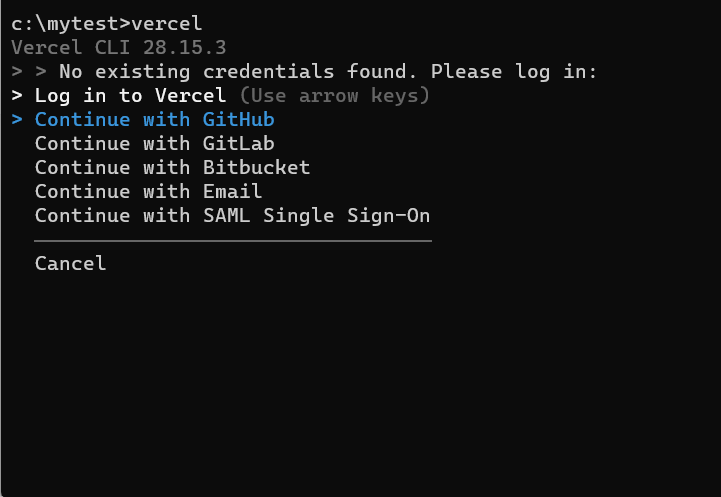 c:\mytest>vercel
Vercel CLI 28.15.3
> > No existing credentials found. Please log in:
> Log in to Vercel (Use arrow keys)
> Continue with GitHub
Continue with GitLab
Continue with Bitbucket
Continue with Email
Continue with SAML Single Sign-On
Cancel